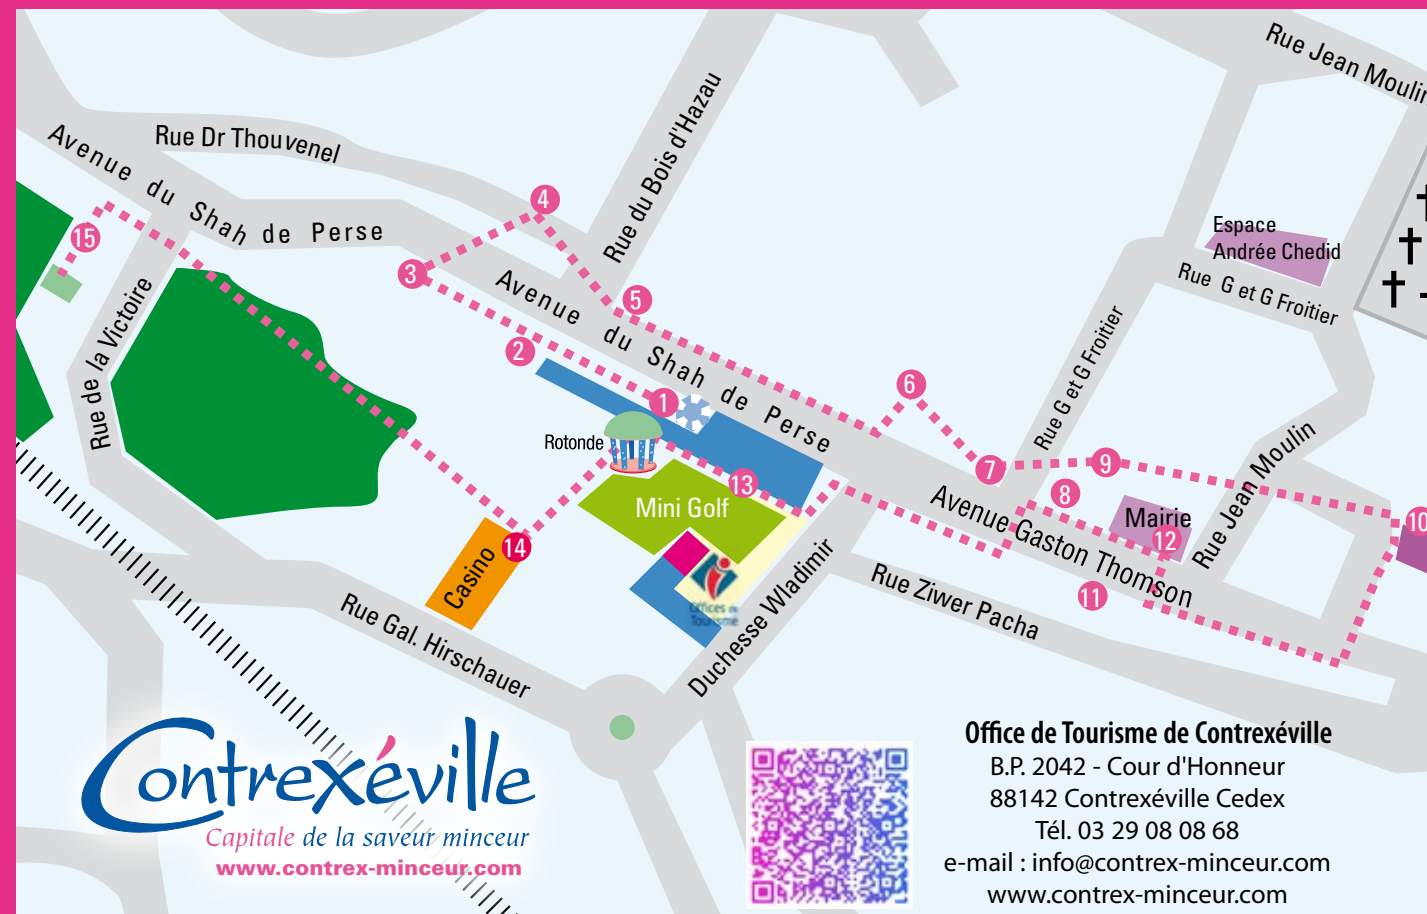 Rue Jean Moulin
Rue du Bois d'Hazau
Rue Dr Thouvenel
Avenue du Shah de Perse
4
15
3
Espace
Andrée Chedid
Rue G et G Froitier
Avenue du Shah de Perse
5
2
Rue de la Victoire
Rue G et G Froitier
6
1
Rotonde
7
9
Rue Jean Moulin
13
8
Mini Golf
Avenue Gaston Thomson
Mairie
12
10
14
Casino
11
Offices de
Tourisme
Duchesse Wladimir
Rue Ziwer Pacha
Rue Gal. Hirschauer
Contrexéville
Capitale de la saveur minceur
www.contrex-minceur.com
Office de Tourisme de Contrexéville
B.P. 2042 - Cour d'Honneur
88142 Contrexéville Cedex
Tél. 03 29 08 08 68
e-mail : info@contrex-minceur.com
www.contrex-minceur.com